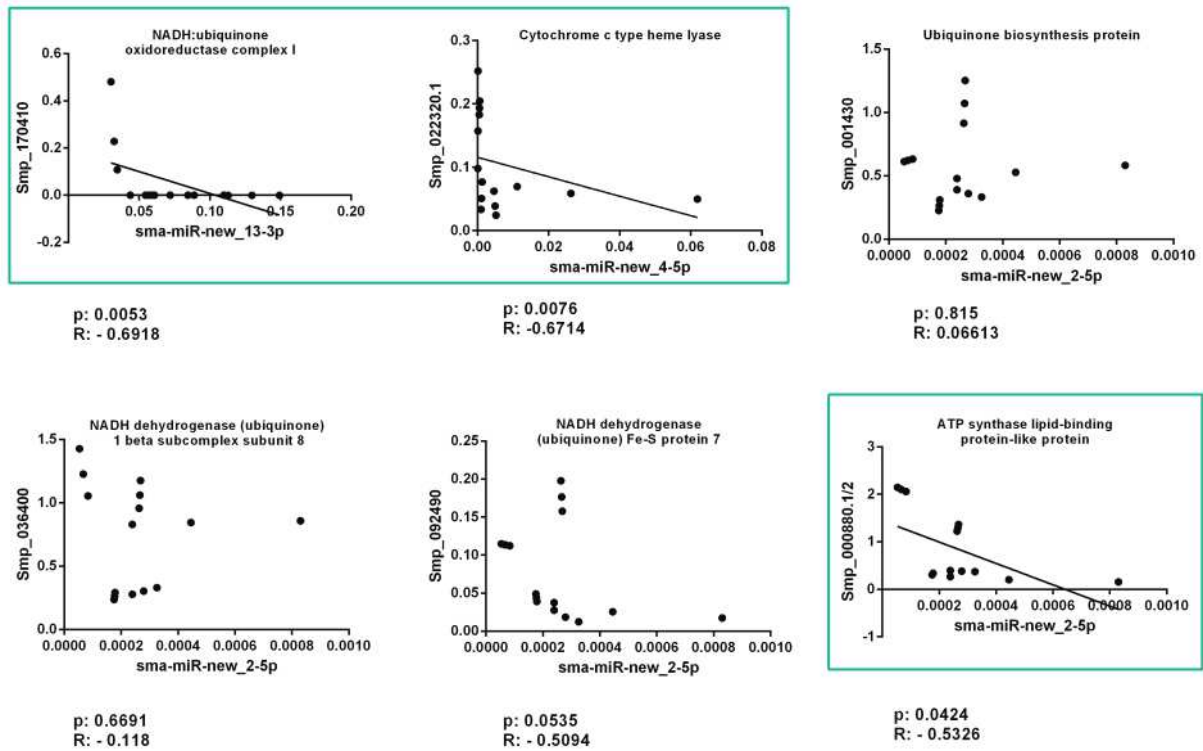 NADH:ubiquinone
oxidoreductase complex I
0.6
0.4
0.2
0.0
-0.2
Smp_170410
0.05
0.10
0.15
0.20
sma-miR-new_13-3p
p: 0.0053
R: - 0.6918
Cytochrome c type heme lyase
0.3
0.2
0.1
0.0
Smp_022320.1
0.00
0.02
0.04
0.06
0.08
sma-miR-new_4-5p
p: 0.0076
R: -0.6714
Ubiquinone biosynthesis protein
1.5
1.0
0.5
0.0
Smp_001430
0.0000
0.0002
0.0004
0.0006
0.0008
0.0010
sma-miR-new_2-5p
p: 0.815
R: 0.06613
NADH dehydrogenase (ubiquinone)
1 beta subcomplex subunit 8
1.5
1.0
0.5
0.0
Smp_036400
0.0000
0.0002
0.0004
0.0006
0.0008
0.0010
sma-miR-new_2-5p
p: 0.6691
R: - 0.118
NADH dehydrogenase
(ubiquinone) Fe-S protein 7
0.25
0.20
0.15
0.10
0.05
0.00
Smp_092490
0.0000
0.0002
0.0004
0.0006
0.0008
0.0010
sma-miR-new_2-5p
p: 0.0535
R: - 0.5094
ATP synthase lipid-binding
protein-like protein
3
2
1
0
-1
Smp_000880.1/2
0.0002
0.0004
0.0006
0.0008
0.0010
sma-miR-new_2-5p
p: 0.0424
R: - 0.5326